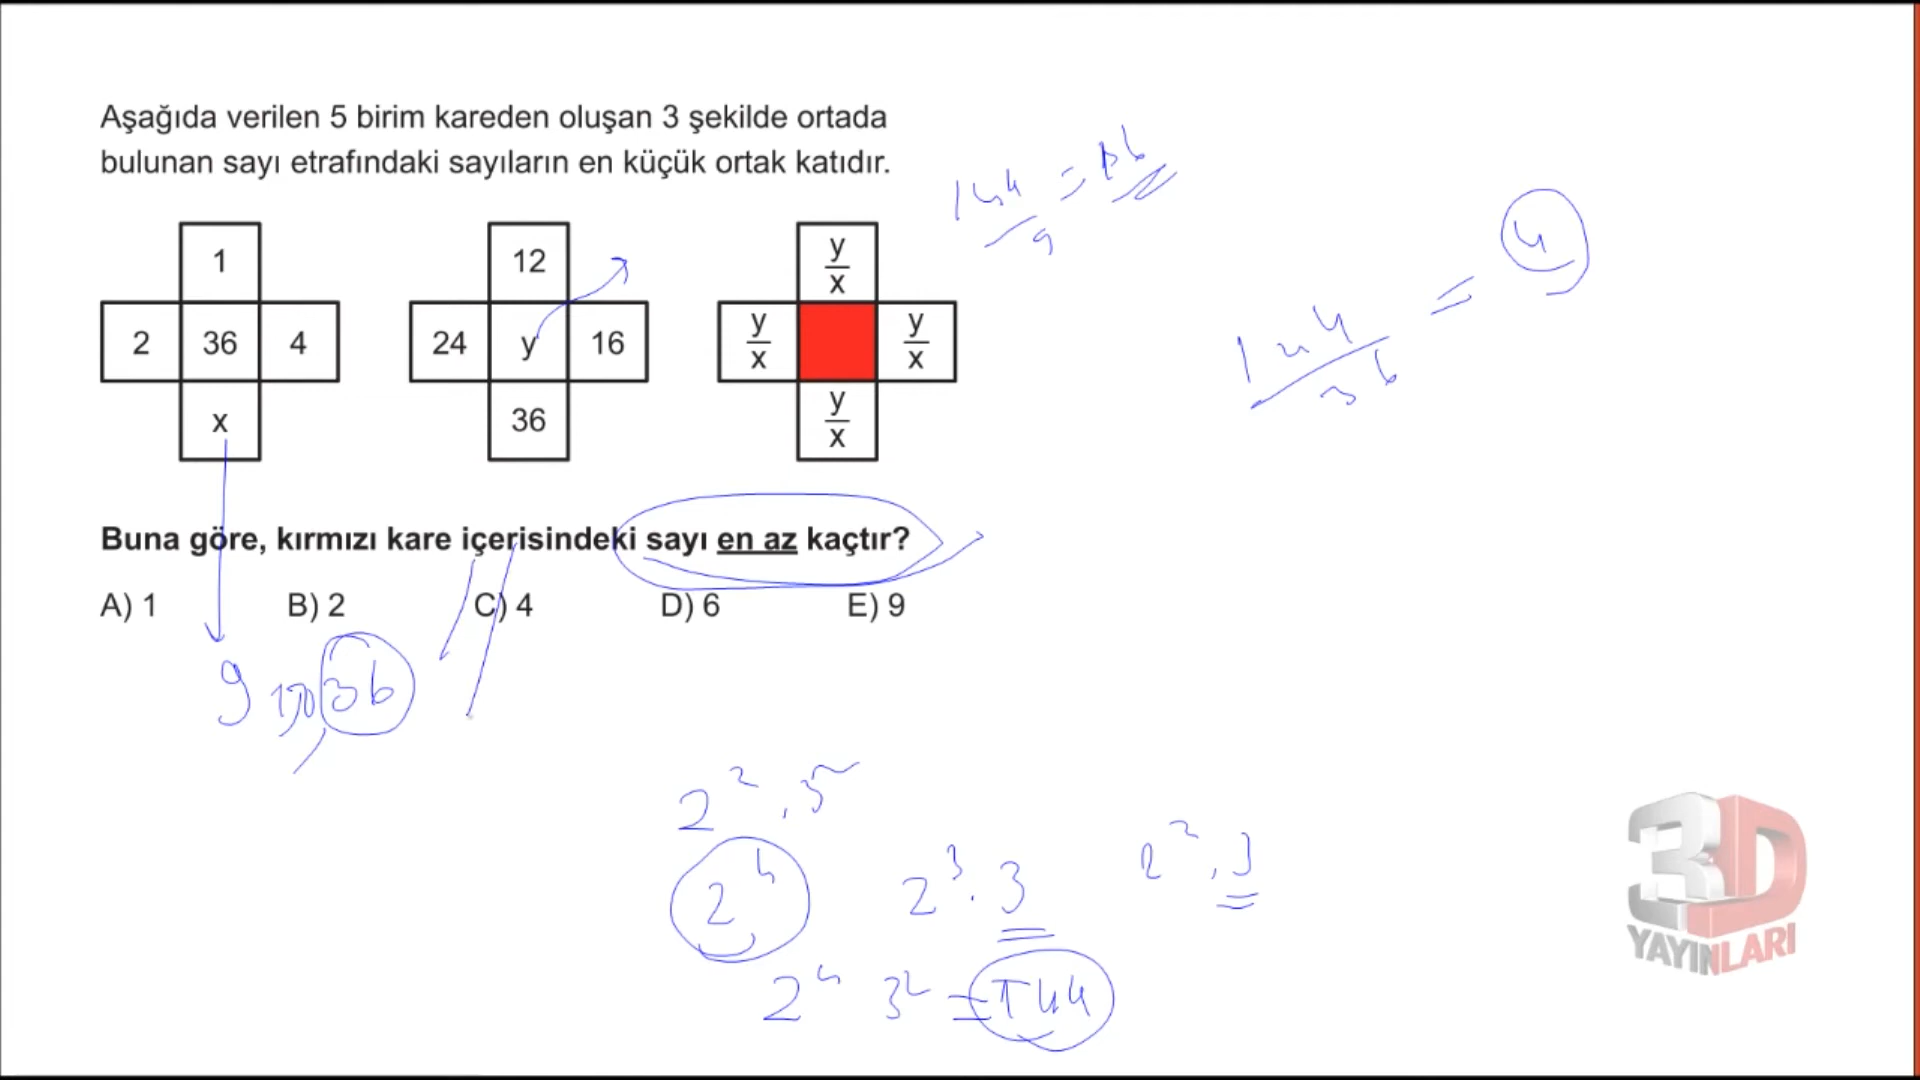 Aşağıda verilen 5 birim kareden oluşan 3 şekilde ortada
bulunan sayı etrafındaki sayıların en küçük ortak katıdır.
1
2 36 4
x
12
24 y 16
36
y/x
y/x y/x
y/x
144/9 = 16
144/36 = 4
Buna göre, kırmızı kare içerisindeki sayı en az kaçtır?
A) 1 B) 2 C) 4 D) 6 E) 9
9, 36
2² . 3²
2⁴ 2³ . 3 2² . 3
2⁴ 3² = 144
3D
YAYINLARI